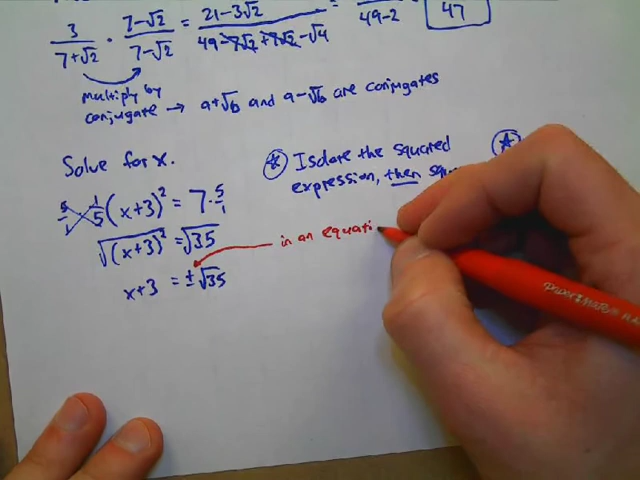 3/(7+√2) · (7-√2)/(7-√2) = (21-3√2)/(49-7√2+7√2-√4) = /(49-2) 47
multiply by
conjugate → a+√b and a-√b are conjugates
Solve for x.
* Isolate the squared *
expression, then
5/1 1/5 (x+3)² = 7·5/1
√(x+3)² = √35
in an equati
x+3 = ±√35
PaperMate